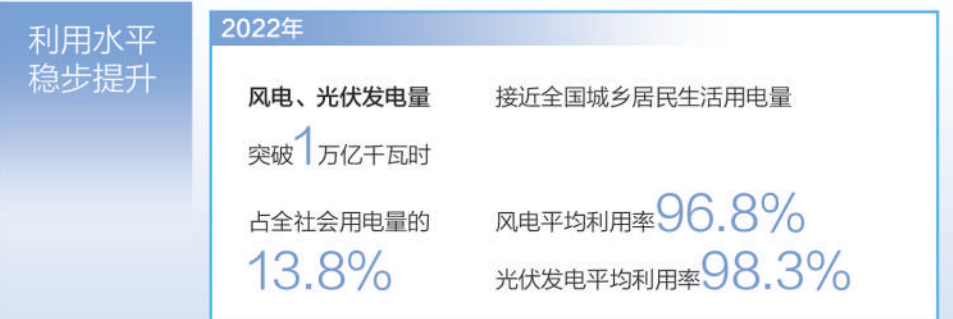 利用水平
稳步提升
2022年
风电、光伏发电量
突破1万亿千瓦时
接近全国城乡居民生活用电量
占全社会用电量的
13.8%
风电平均利用率96.8%
光伏发电平均利用率98.3%